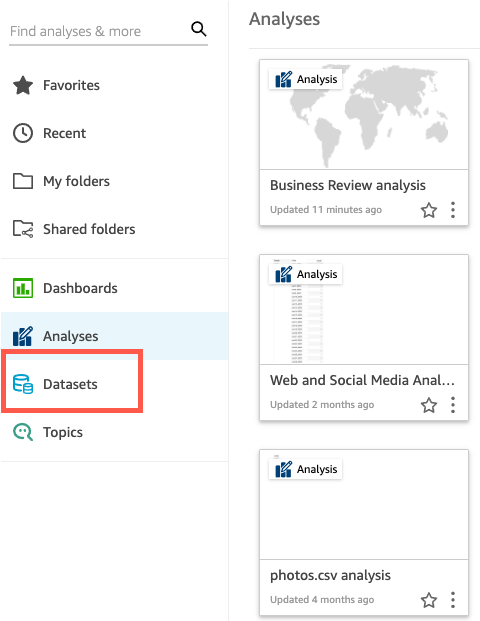 Find analyses & more
Favorites
Recent
My folders
Shared folders
Dashboards
Analyses
Datasets
Topics
Analyses
Analysis
Business Review analysis
Updated 11 minutes ago
Analysis
Web and Social Media Anal...
Updated 2 months ago
Analysis
photos.csv analysis
Updated 4 months ago